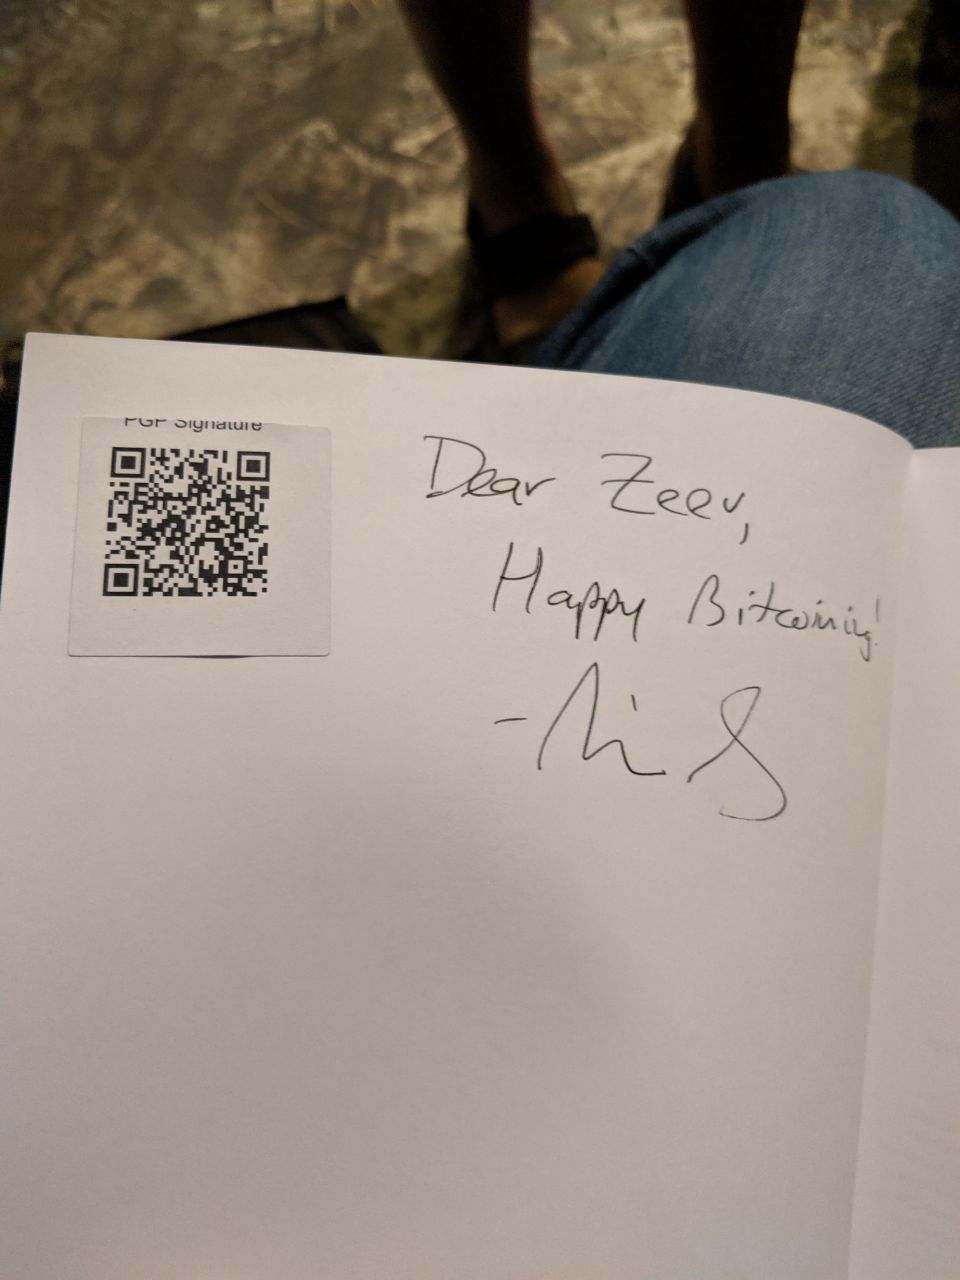 PGP Signature
Dear Zeev,
Happy Bitcoining!